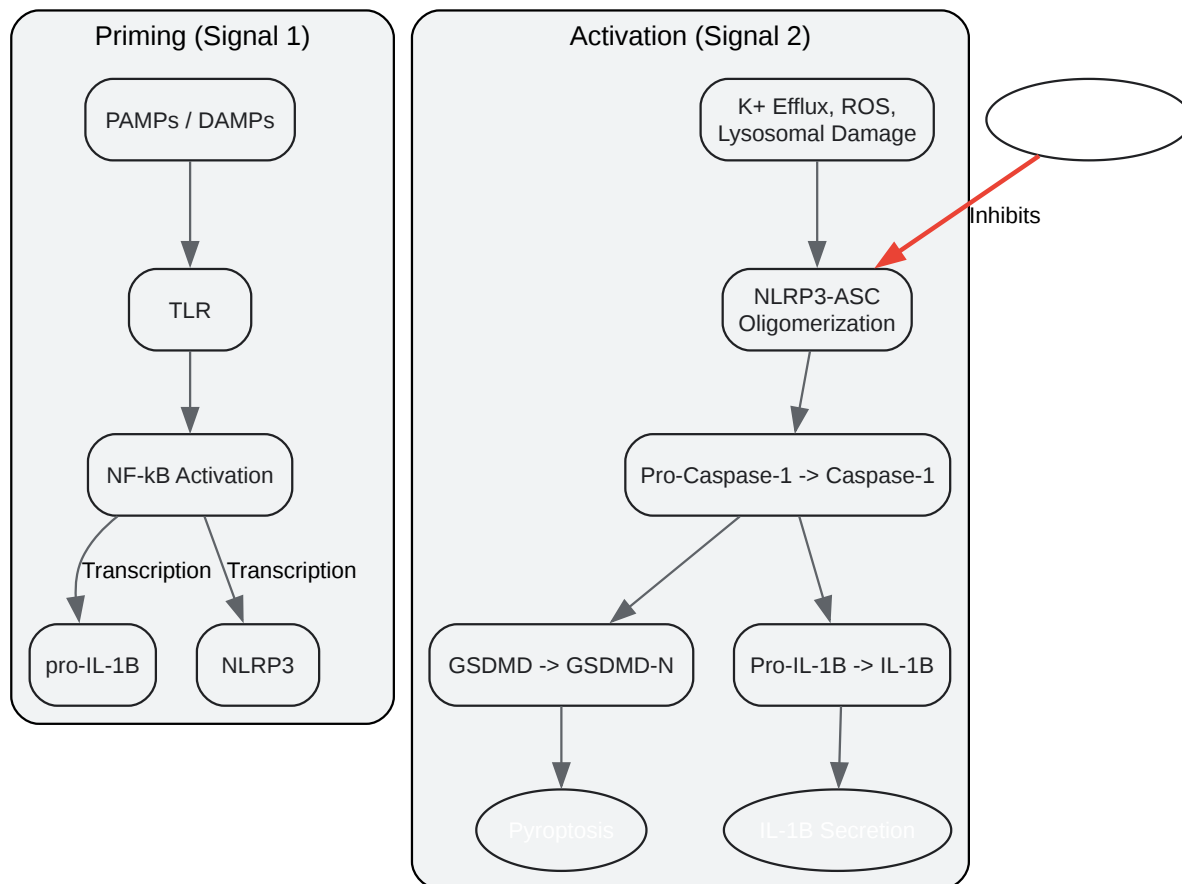 Priming (Signal 1)
PAMPs / DAMPs
TLR
NF-kB Activation
Transcription
Transcription
pro-IL-1B
NLRP3
Activation (Signal 2)
K+ Efflux, ROS,
Lysosomal Damage
Inhibits
NLRP3-ASC
Oligomerization
Pro-Caspase-1 -> Caspase-1
GSDMD -> GSDMD-N
Pro-IL-1B -> IL-1B
Pyroptosis
IL-1B Secretion